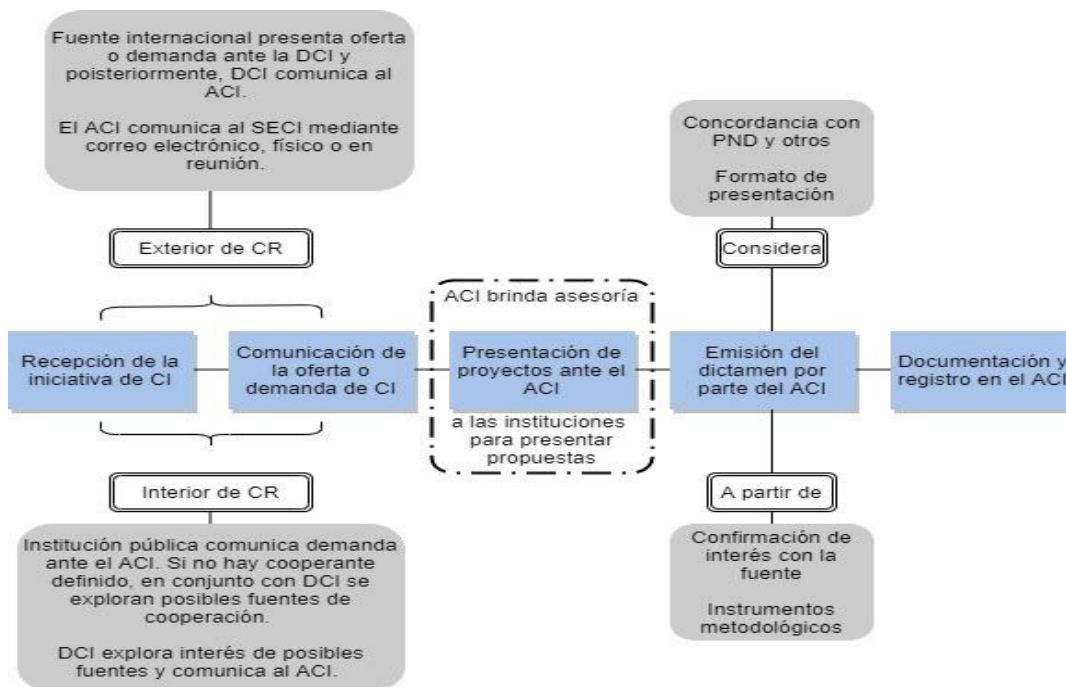 Fuente internacional presenta oferta
o demanda ante la DCI y
poisteriormente, DCI comunica al
ACI.
El ACI comunica al SECI mediante
correo electrónico, físico o en
reunión.
Exterior de CR
Concordancia con
PND y otros
Formato de
presentación
Considera
Recepción de la
iniciativa de CI
Comunicación de
la oferta o
demanda de CI
ACI brinda asesoría
Presentación de
proyectos ante el
ACI
a las instituciones
para presentar
propuestas
Emisión del
dictamen por
parte del ACI
Documentación y
registro en el ACI
Interior de CR
Institución pública comunica demanda
ante el ACI. Si no hay cooperante
definido, en conjunto con DCI se
exploran posibles fuentes de
cooperación.
DCI explora interés de posibles
fuentes y comunica al ACI.
A partir de
Confirmación de
interés con la
fuente
Instrumentos
metodológicos